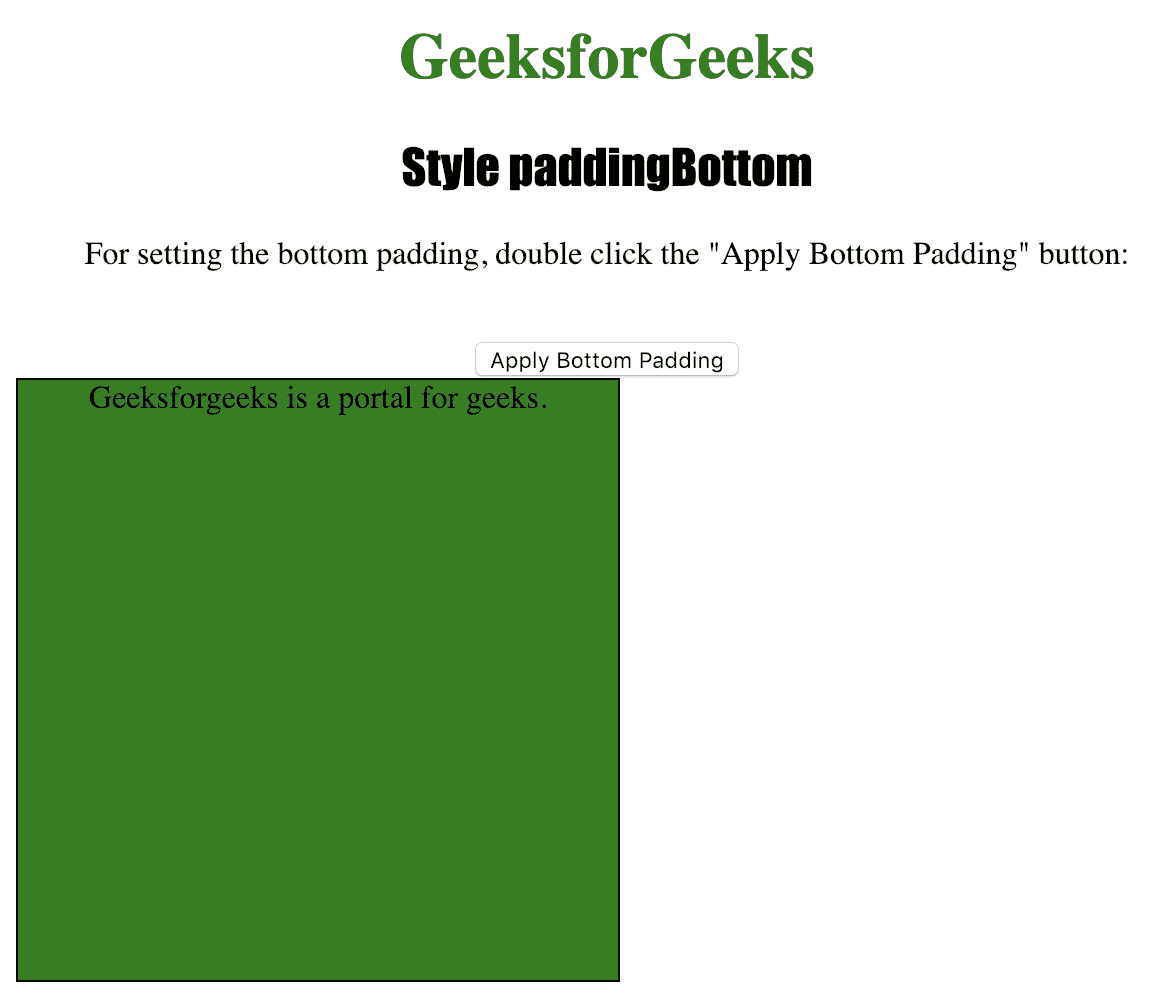 GeeksforGeeks
Style paddingBottom
For setting the bottom padding, double click the "Apply Bottom Padding" button:
Apply Bottom Padding
Geeksforgeeks is a portal for geeks.